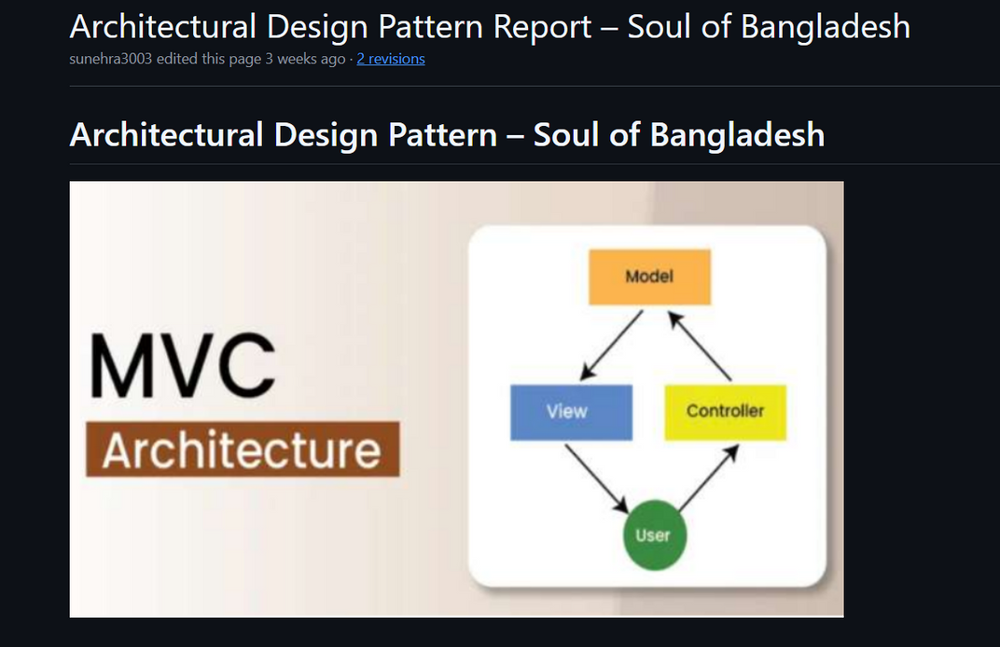 Architectural Design Pattern Report – Soul of Bangladesh
sunehra3003 edited this page 3 weeks ago · 2 revisions
Architectural Design Pattern – Soul of Bangladesh
MVC
Architecture
Model
View
Controller
User